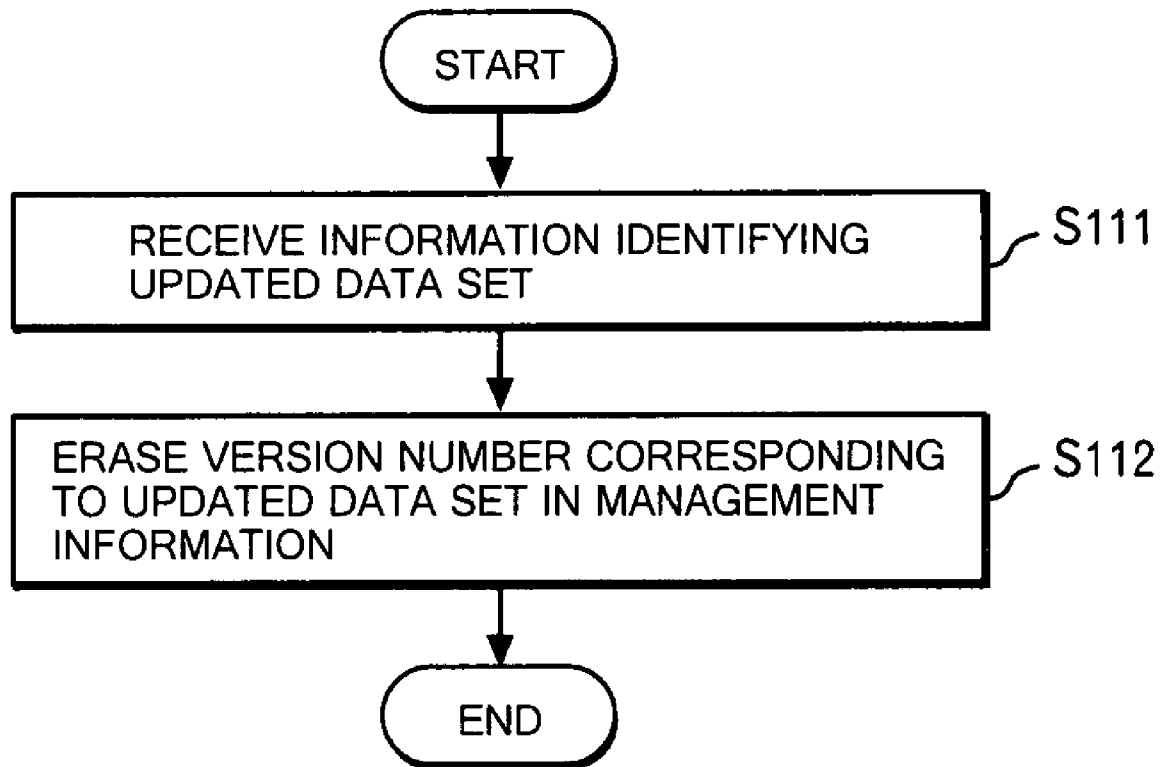 START
RECEIVE INFORMATION IDENTIFYING
UPDATED DATA SET
S111
ERASE VERSION NUMBER CORRESPONDING
TO UPDATED DATA SET IN MANAGEMENT
INFORMATION
S112
END